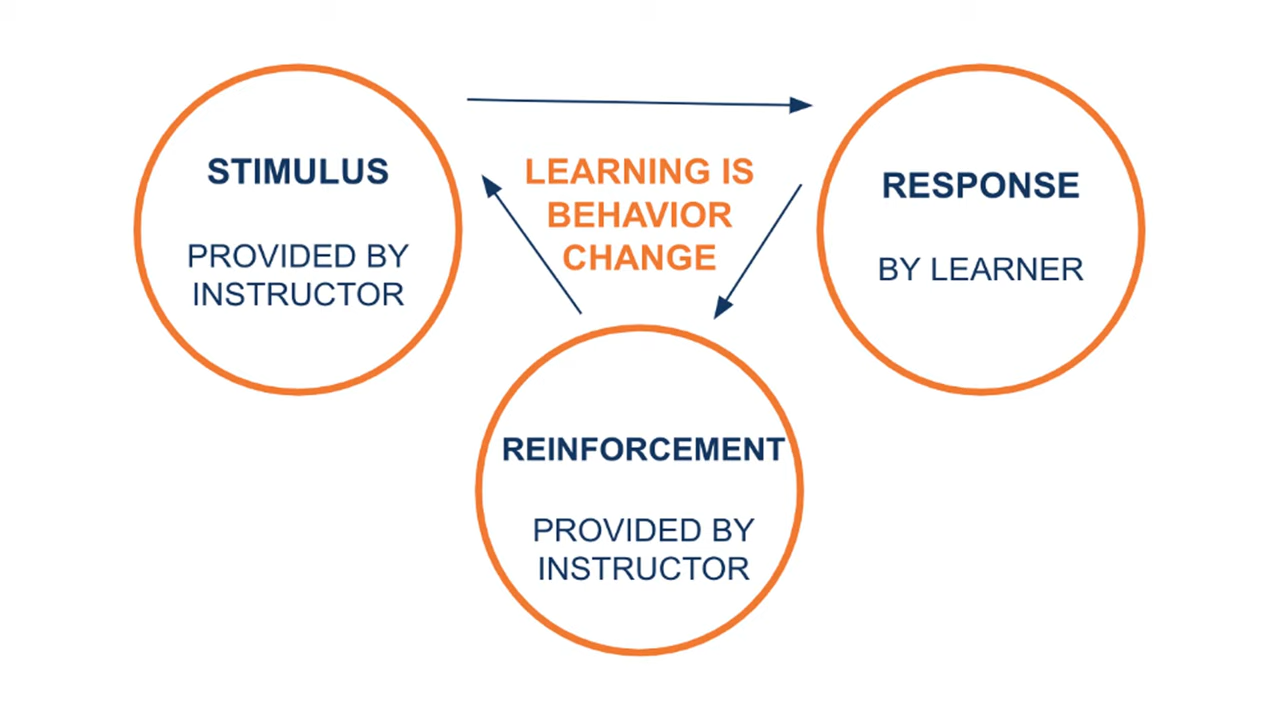 STIMULUS
PROVIDED BY
INSTRUCTOR
LEARNING IS
BEHAVIOR
CHANGE
RESPONSE
BY LEARNER
REINFORCEMENT
PROVIDED BY
INSTRUCTOR